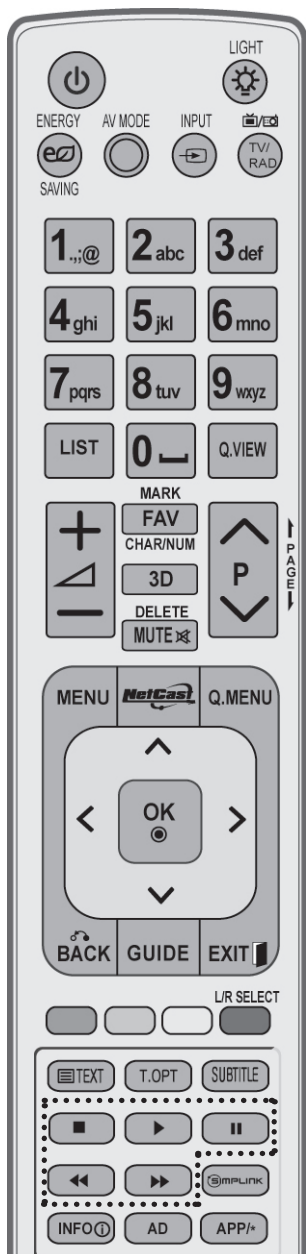 LIGHT
ENERGY AV MODE INPUT
TV/
RAD
SAVING
1.,;@ 2abc 3def
4ghi 5jkl 6mno
7pqrs 8tuv 9wxyz
LIST 0 Q.VIEW
MARK
FAV
CHAR/NUM
P
PAGE
3D
DELETE
MUTE
MENU NetCast Q.MENU
OK
BACK GUIDE EXIT
L/R SELECT
TEXT T.OPT SUBTITLE
SIMPLINK
INFO i AD APP/*